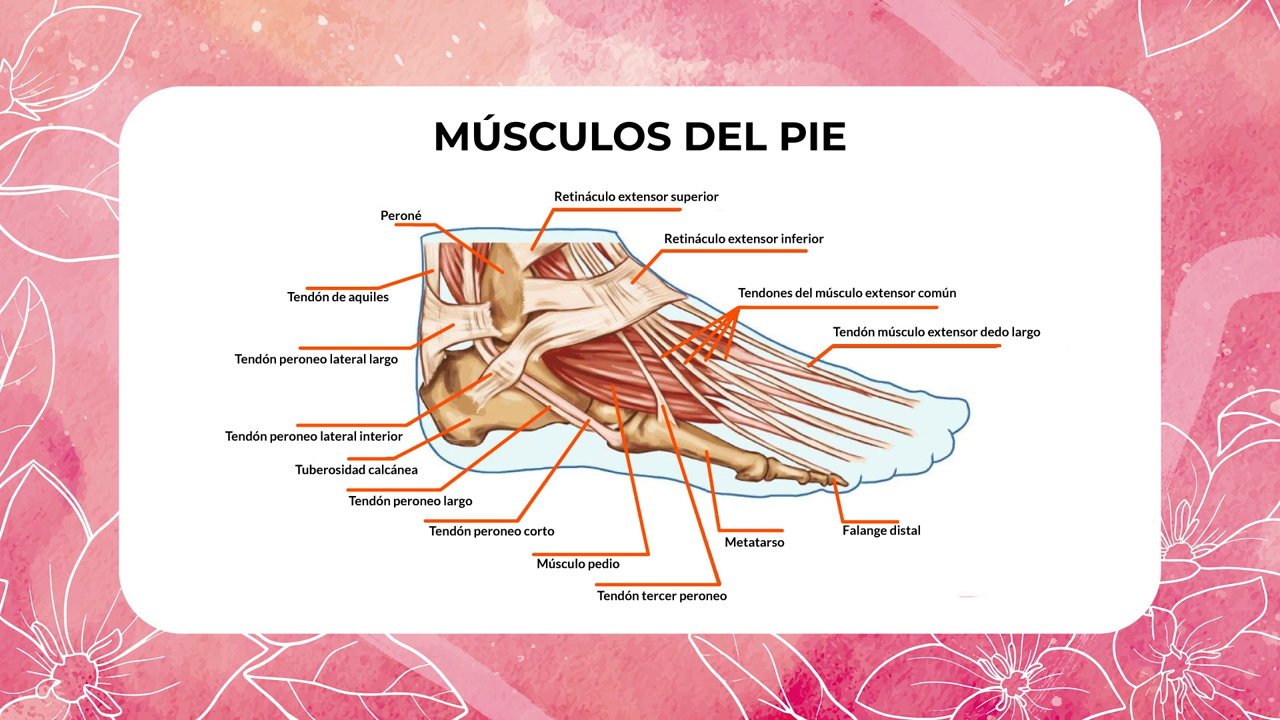 MÚSCULOS DEL PIE
Retináculo extensor superior
Peroné
Retináculo extensor inferior
Tendones del músculo extensor común
Tendón de aquiles
Tendón músculo extensor dedo largo
Tendón peroneo lateral largo
Tendón peroneo lateral interior
Tuberosidad calcánea
Tendón peroneo largo
Tendón peroneo corto
Falange distal
Metatarso
Músculo pedio
Tendón tercer peroneo